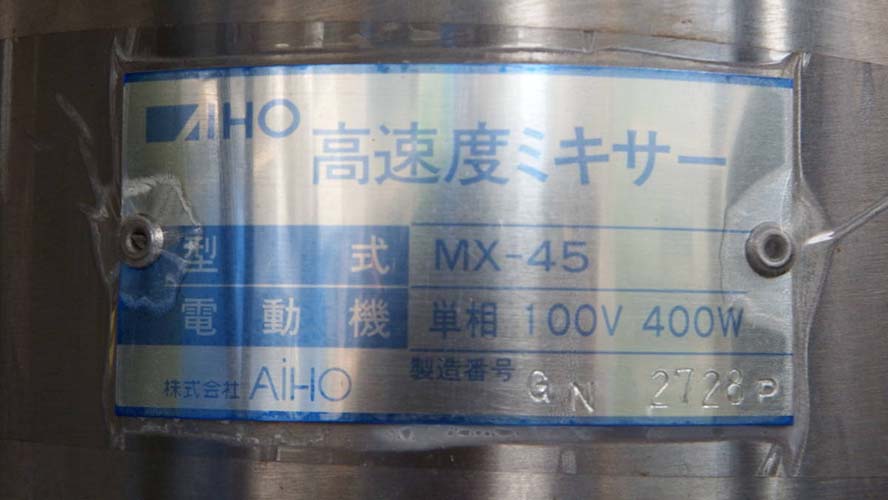 AIHO
高速度ミキサー
型式 MX-45
電動機 単相 100V 400W
製造番号 GN 2728P
株式会社 AiHO